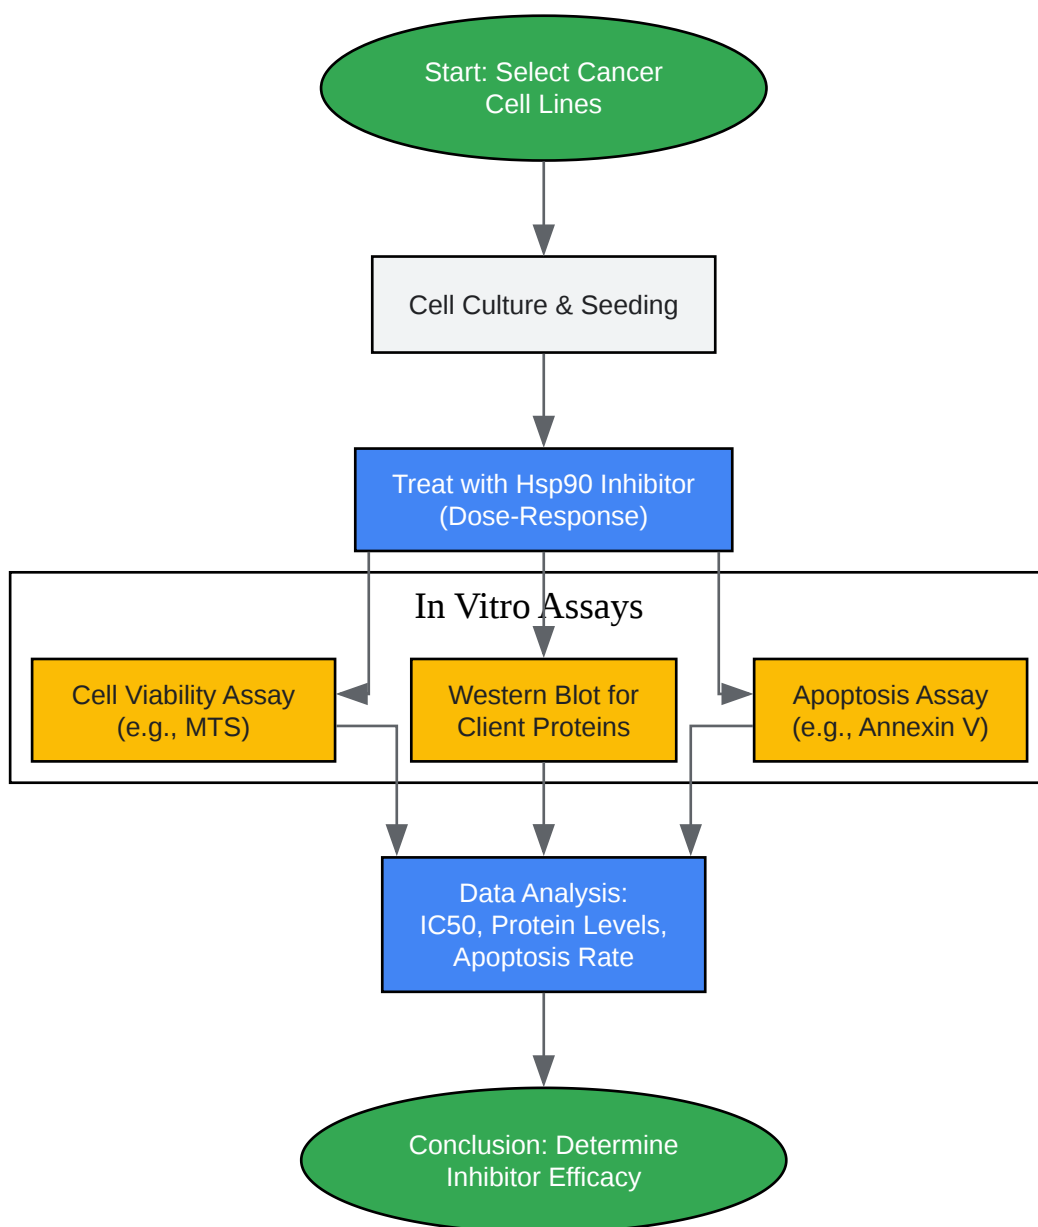 Start: Select Cancer
Cell Lines
Cell Culture & Seeding
Treat with Hsp90 Inhibitor
(Dose-Response)
In Vitro Assays
Cell Viability Assay
(e.g., MTS)
Western Blot for
Client Proteins
Apoptosis Assay
(e.g., Annexin V)
Data Analysis:
IC50, Protein Levels,
Apoptosis Rate
Conclusion: Determine
Inhibitor Efficacy